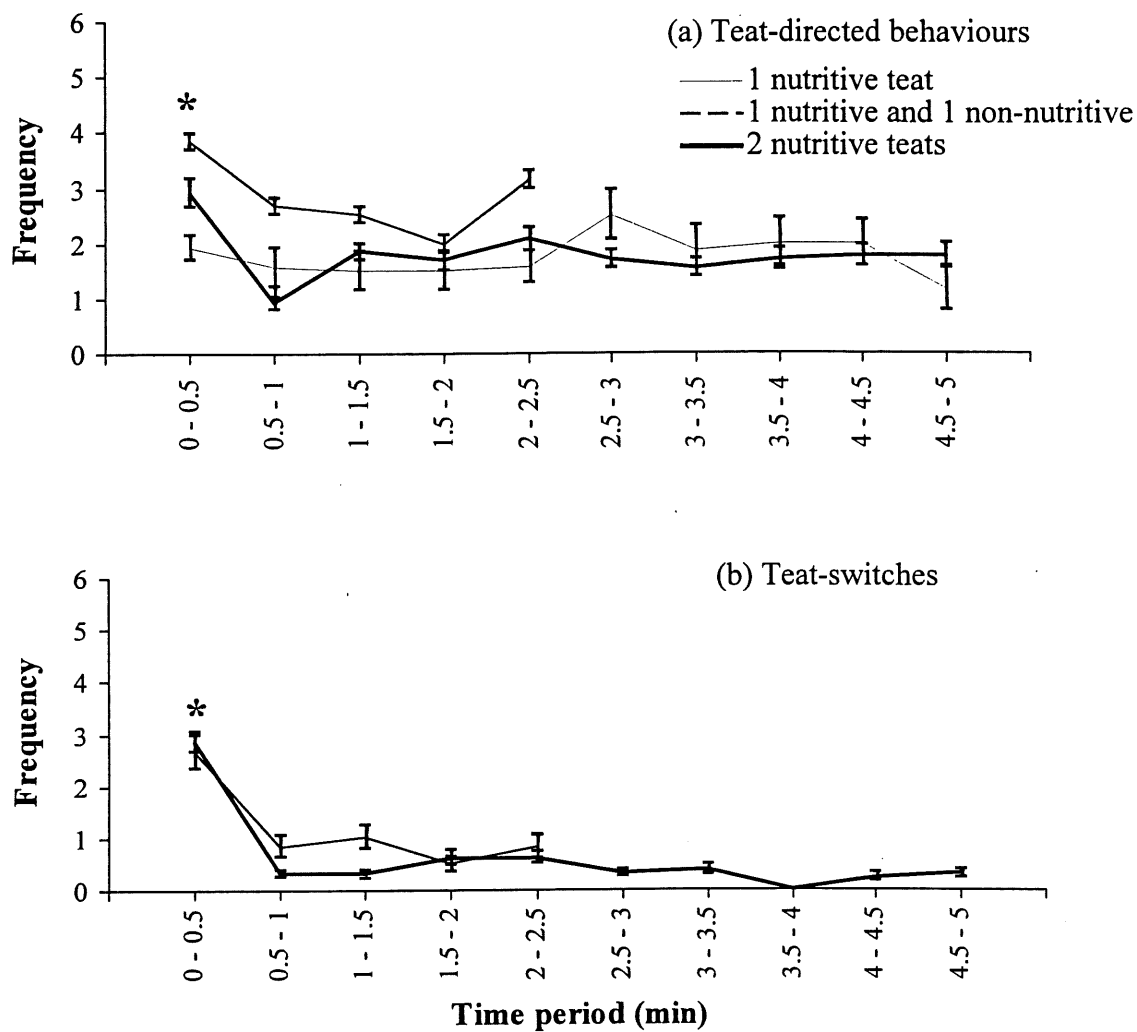 (a) Teat-directed behaviours
1 nutritive teat
1 nutritive and 1 non-nutritive
2 nutritive teats
Frequency
6
5
4
3
2
1
0
*
0 - 0.5
0.5 - 1
1 - 1.5
1.5 - 2
2 - 2.5
2.5 - 3
3 - 3.5
3.5 - 4
4 - 4.5
4.5 - 5
(b) Teat-switches
Frequency
6
5
4
3
2
1
0
*
0 - 0.5
0.5 - 1
1 - 1.5
1.5 - 2
2 - 2.5
2.5 - 3
3 - 3.5
3.5 - 4
4 - 4.5
4.5 - 5
Time period (min)